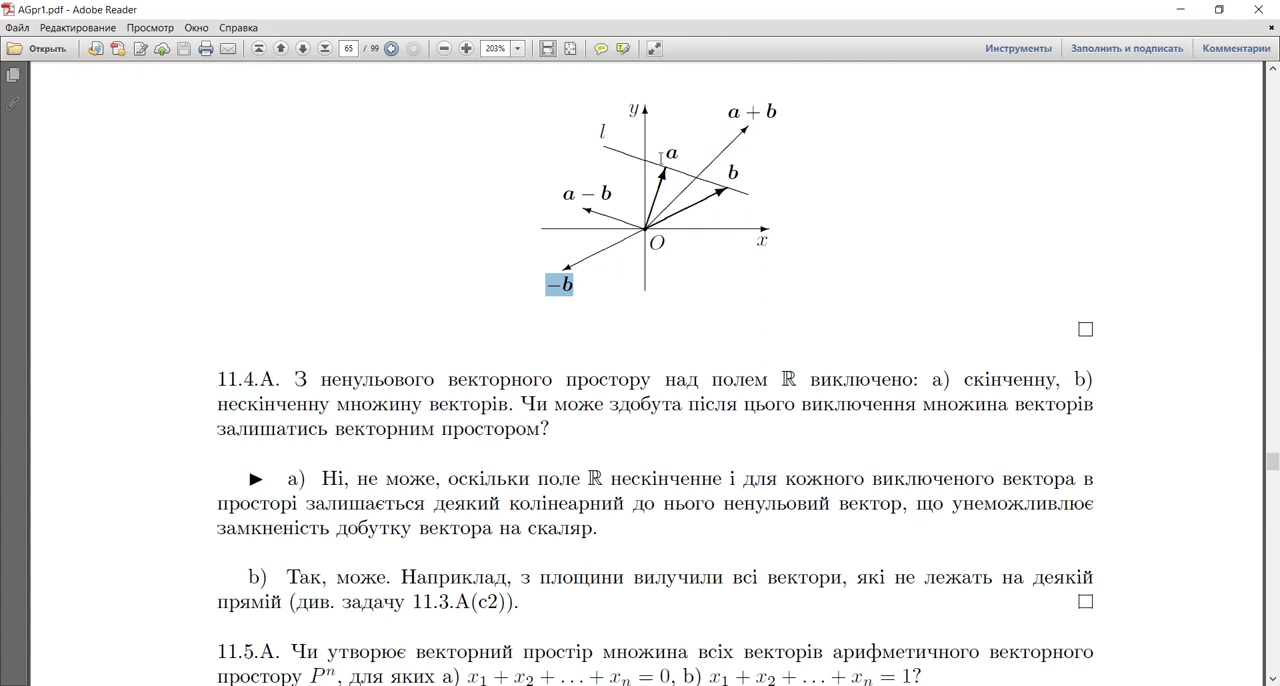 AGpr1.pdf - Adobe Reader
Файл Редактирование Просмотр Окно Справка
Открыть 65 / 99 203% Инструменты Заполнить и подписать Комментарии
y a + b
l
a
b
a − b
O x
−b
□
11.4.A. З ненульового векторного простору над полем ℝ виключено: a) скінченну, b)
нескінченну множину векторів. Чи може здобута після цього виключення множина векторів
залишатись векторним простором?
► a) Ні, не може, оскільки поле ℝ нескінченне і для кожного виключеного вектора в
просторі залишається деякий колінеарний до нього ненульовий вектор, що унеможливлює
замкненість добутку вектора на скаляр.
b) Так, може. Наприклад, з площини вилучили всі вектори, які не лежать на деякій
прямій (див. задачу 11.3.A(c2)). □
11.5.A. Чи утворює векторний простір множина всіх векторів арифметичного векторного
простору Pⁿ, для яких a) x₁ + x₂ + . . . + xₙ = 0, b) x₁ + x₂ + . . . + xₙ = 1?